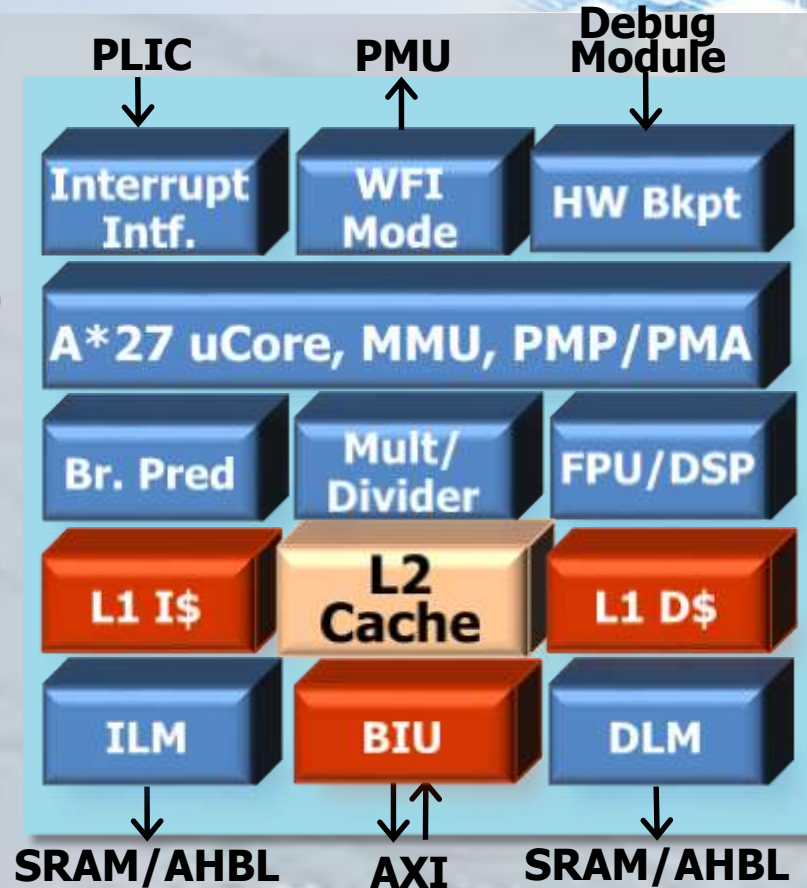 PLIC
PMU
Debug
Module
Interrupt
Intf.
WFI
Mode
HW Bkpt
A*27 uCore, MMU, PMP/PMA
Br. Pred
Mult/
Divider
FPU/DSP
L1 I$
L2
Cache
L1 D$
ILM
BIU
DLM
SRAM/AHBL
AXI
SRAM/AHBL